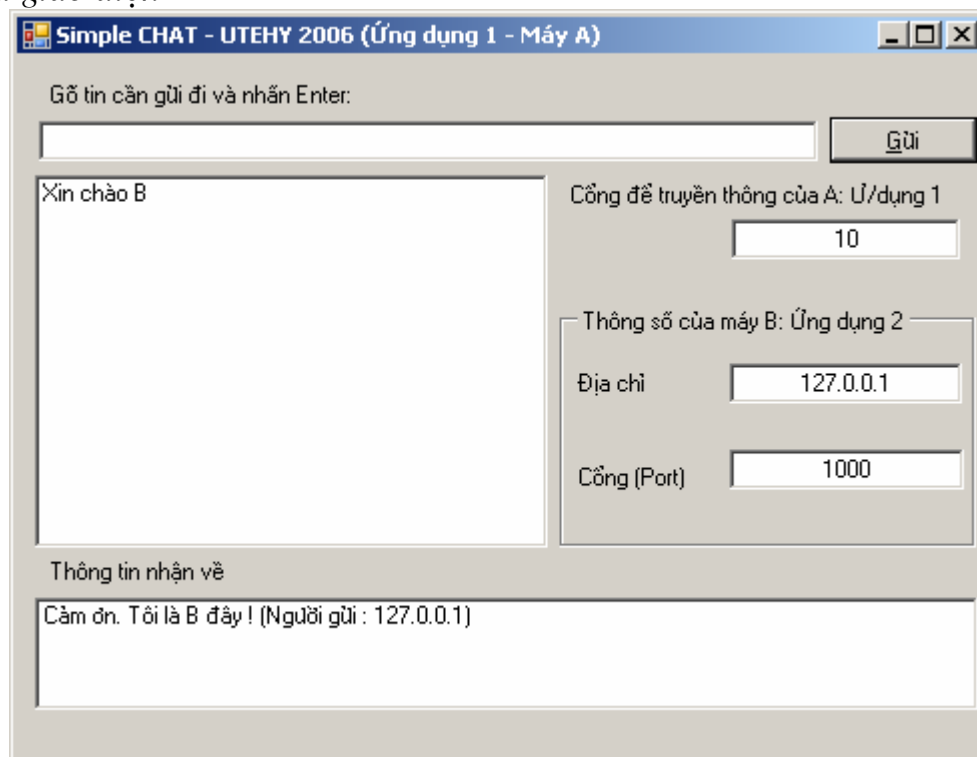 Simple CHAT - UTEHY 2006 (Ứng dụng 1 - Máy A)
Gõ tin cần gửi đi và nhấn Enter:
Gửi
Xin chào B
Cổng để truyền thông của A: Ư/dụng 1
10
Thông số của máy B: Ứng dụng 2
Địa chỉ
127.0.0.1
Cổng (Port)
1000
Thông tin nhận về
Cảm ơn. Tôi là B đây ! (Người gửi : 127.0.0.1)